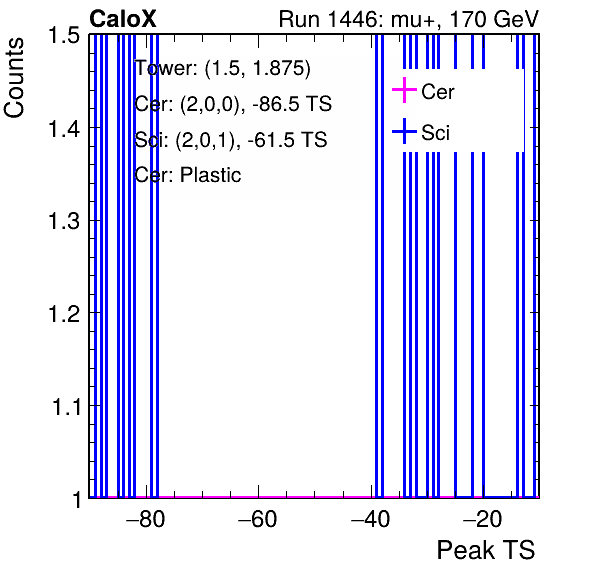 CaloX Run 1446: mu+, 170 GeV
Counts
1.5
1.4
1.3
1.2
1.1
1
Tower: (1.5, 1.875)
Cer: (2,0,0), -86.5 TS
Sci: (2,0,1), -61.5 TS
Cer: Plastic
Cer
Sci
−80 −60 −40 −20
Peak TS